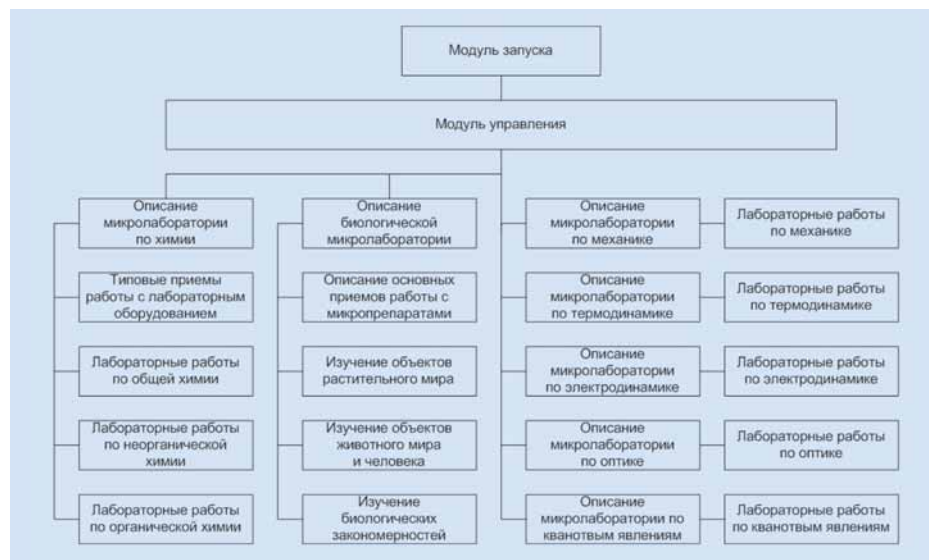 Модуль запуска
Модуль управления
Описание
микролаборатории
по химии
Типовые приемы
работы с лабораторным
оборудованием
Лабораторные работы
по общей химии
Лабораторные работы
по неорганической
химии
Лабораторные работы
по органической химии
Описание
биологической
микролаборатории
Описание основных
приемов работы с
микропрепаратами
Изучение объектов
растительного мира
Изучение объектов
животного мира
и человека
Изучение
биологических
закономерностей
Описание
микролаборатории
по механике
Лабораторные работы
по механике
Описание
микролаборатории
по термодинамике
Лабораторные работы
по термодинамике
Описание
микролаборатории
по электродинамике
Лабораторные работы
по электродинамике
Описание
микролаборатории
по оптике
Лабораторные работы
по оптике
Описание
микролаборатории по
кванотвым явлениям
Лабораторные работы
по кванотвым явлениям